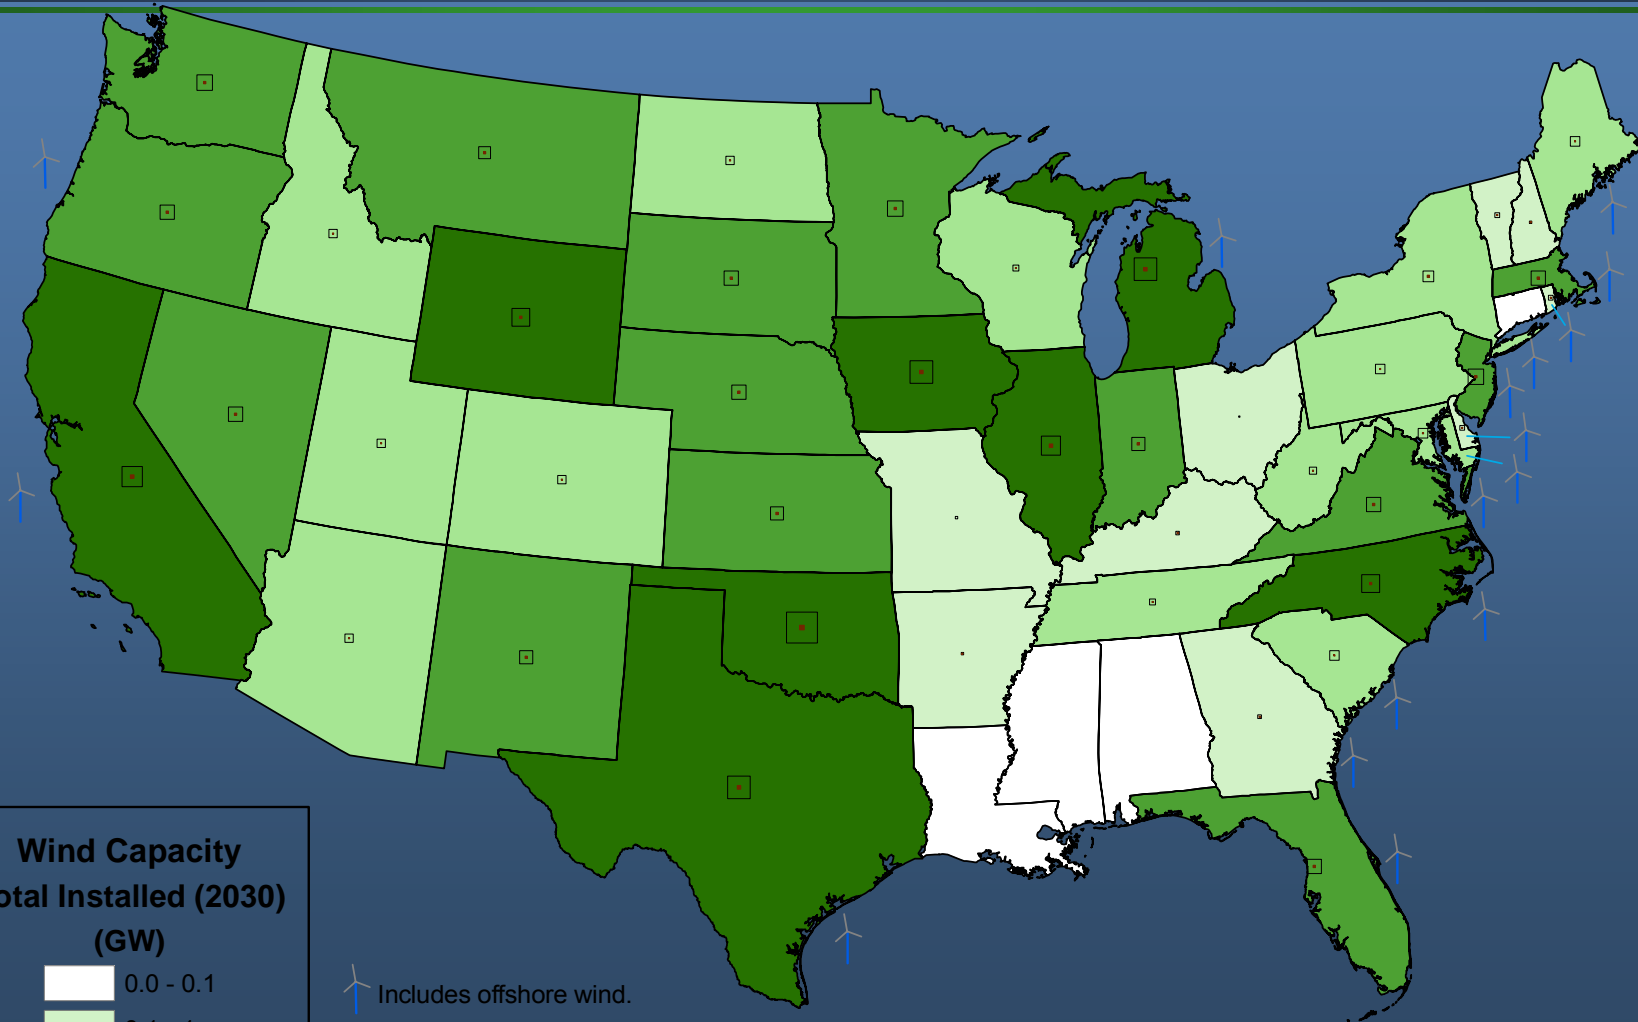 Wind Capacity
otal Installed (2030)
(GW)
0.0 - 0.1
Includes offshore wind.